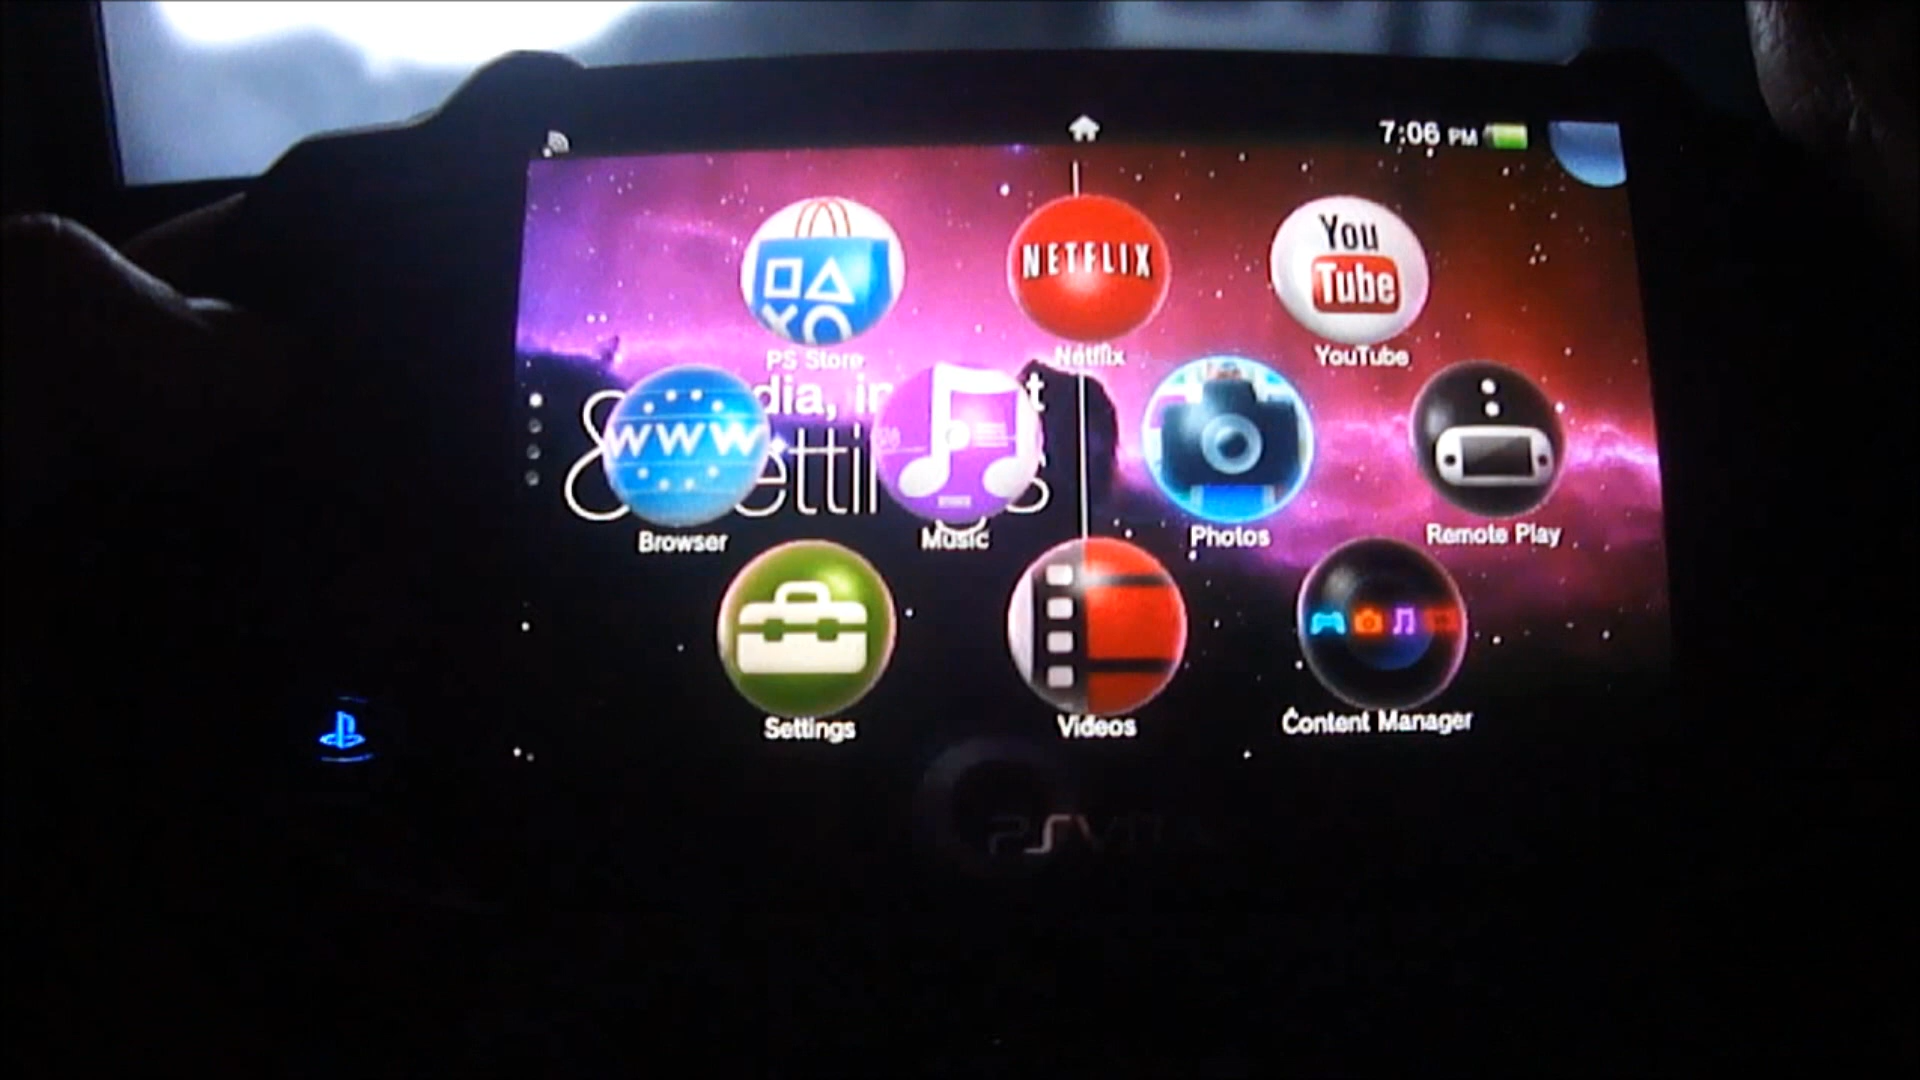 7:06 PM
NETFLIX
You
Tube
PS Store
Netflix
YouTube
www
Browser
Music
Photos
Remote Play
Settings
Videos
Content Manager
PSVITA